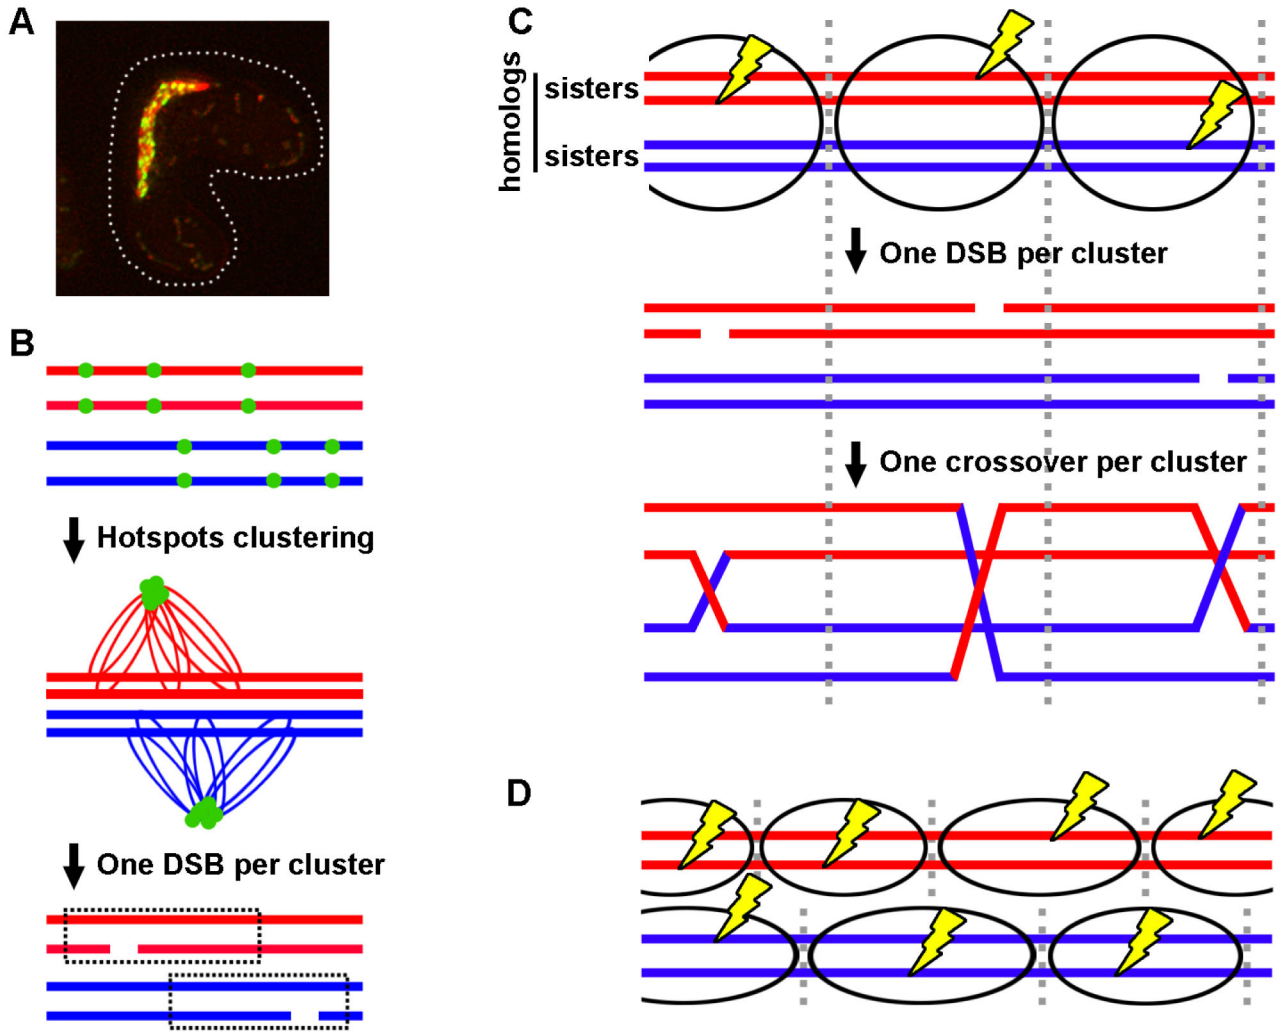 A
B
Hotspots clustering
One DSB per cluster
C
homologs
sisters
sisters
One DSB per cluster
One crossover per cluster
D